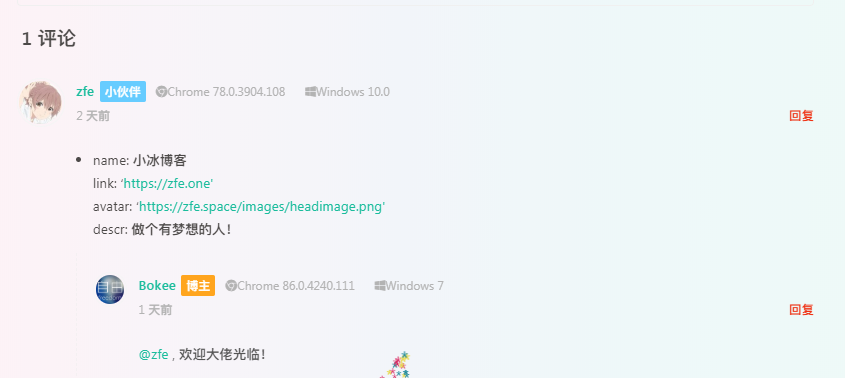 1 评论
zfe 小伙伴 Chrome 78.0.3904.108 Windows 10.0
2 天前 回复
name: 小冰博客
link: ‘https://zfe.one'
avatar: ‘https://zfe.space/images/headimage.png'
descr: 做个有梦想的人！
Bokee 博主 Chrome 86.0.4240.111 Windows 7
1 天前 回复
@zfe , 欢迎大佬光临！